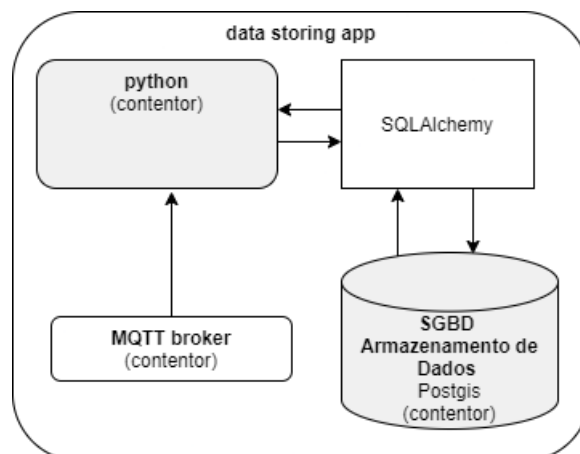 data storing app
python
(contentor)
SQLAlchemy
MQTT broker
(contentor)
SGBD
Armazenamento de
Dados
Postgis
(contentor)